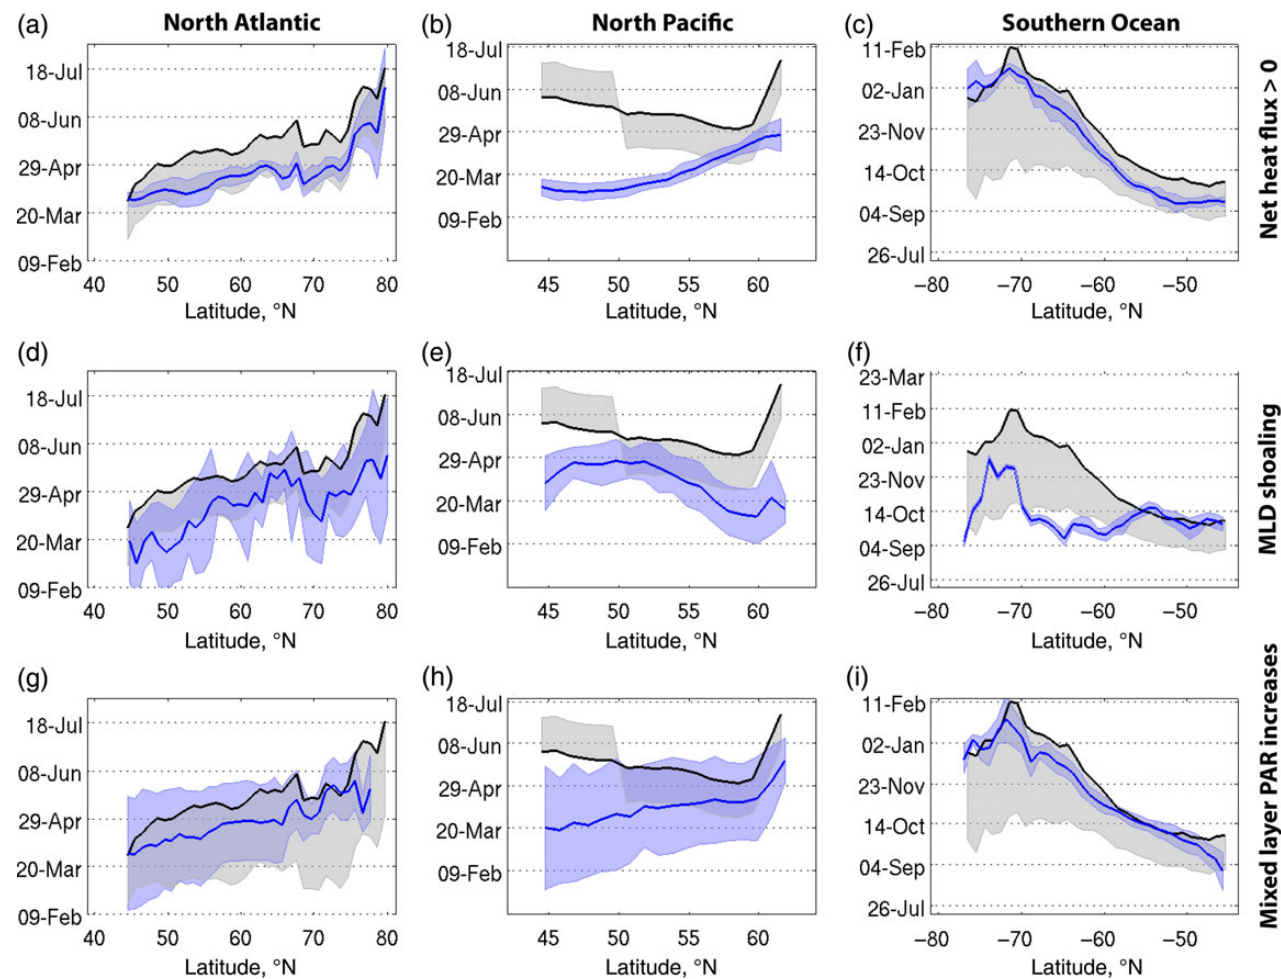 North Atlantic
North Pacific
Southern Ocean
(a)
18-Jul
08-Jun
29-Apr
20-Mar
09-Feb
40 50 60 70 80
Latitude, °N
(b)
18-Jul
08-Jun
29-Apr
20-Mar
09-Feb
45 50 55 60
Latitude, °N
(c)
11-Feb
02-Jan
23-Nov
14-Oct
04-Sep
26-Jul
−80 −70 −60 −50
Latitude, °N
Net heat flux > 0
(d)
18-Jul
08-Jun
29-Apr
20-Mar
09-Feb
40 50 60 70 80
Latitude, °N
(e)
18-Jul
08-Jun
29-Apr
20-Mar
09-Feb
45 50 55 60
Latitude, °N
(f)
23-Mar
11-Feb
02-Jan
23-Nov
14-Oct
04-Sep
26-Jul
−80 −70 −60 −50
Latitude, °N
MLD shoaling
(g)
18-Jul
08-Jun
29-Apr
20-Mar
09-Feb
40 50 60 70 80
Latitude, °N
(h)
18-Jul
08-Jun
29-Apr
20-Mar
09-Feb
45 50 55 60
Latitude, °N
(i)
11-Feb
02-Jan
23-Nov
14-Oct
04-Sep
26-Jul
−80 −70 −60 −50
Latitude, °N
Mixed layer PAR increases